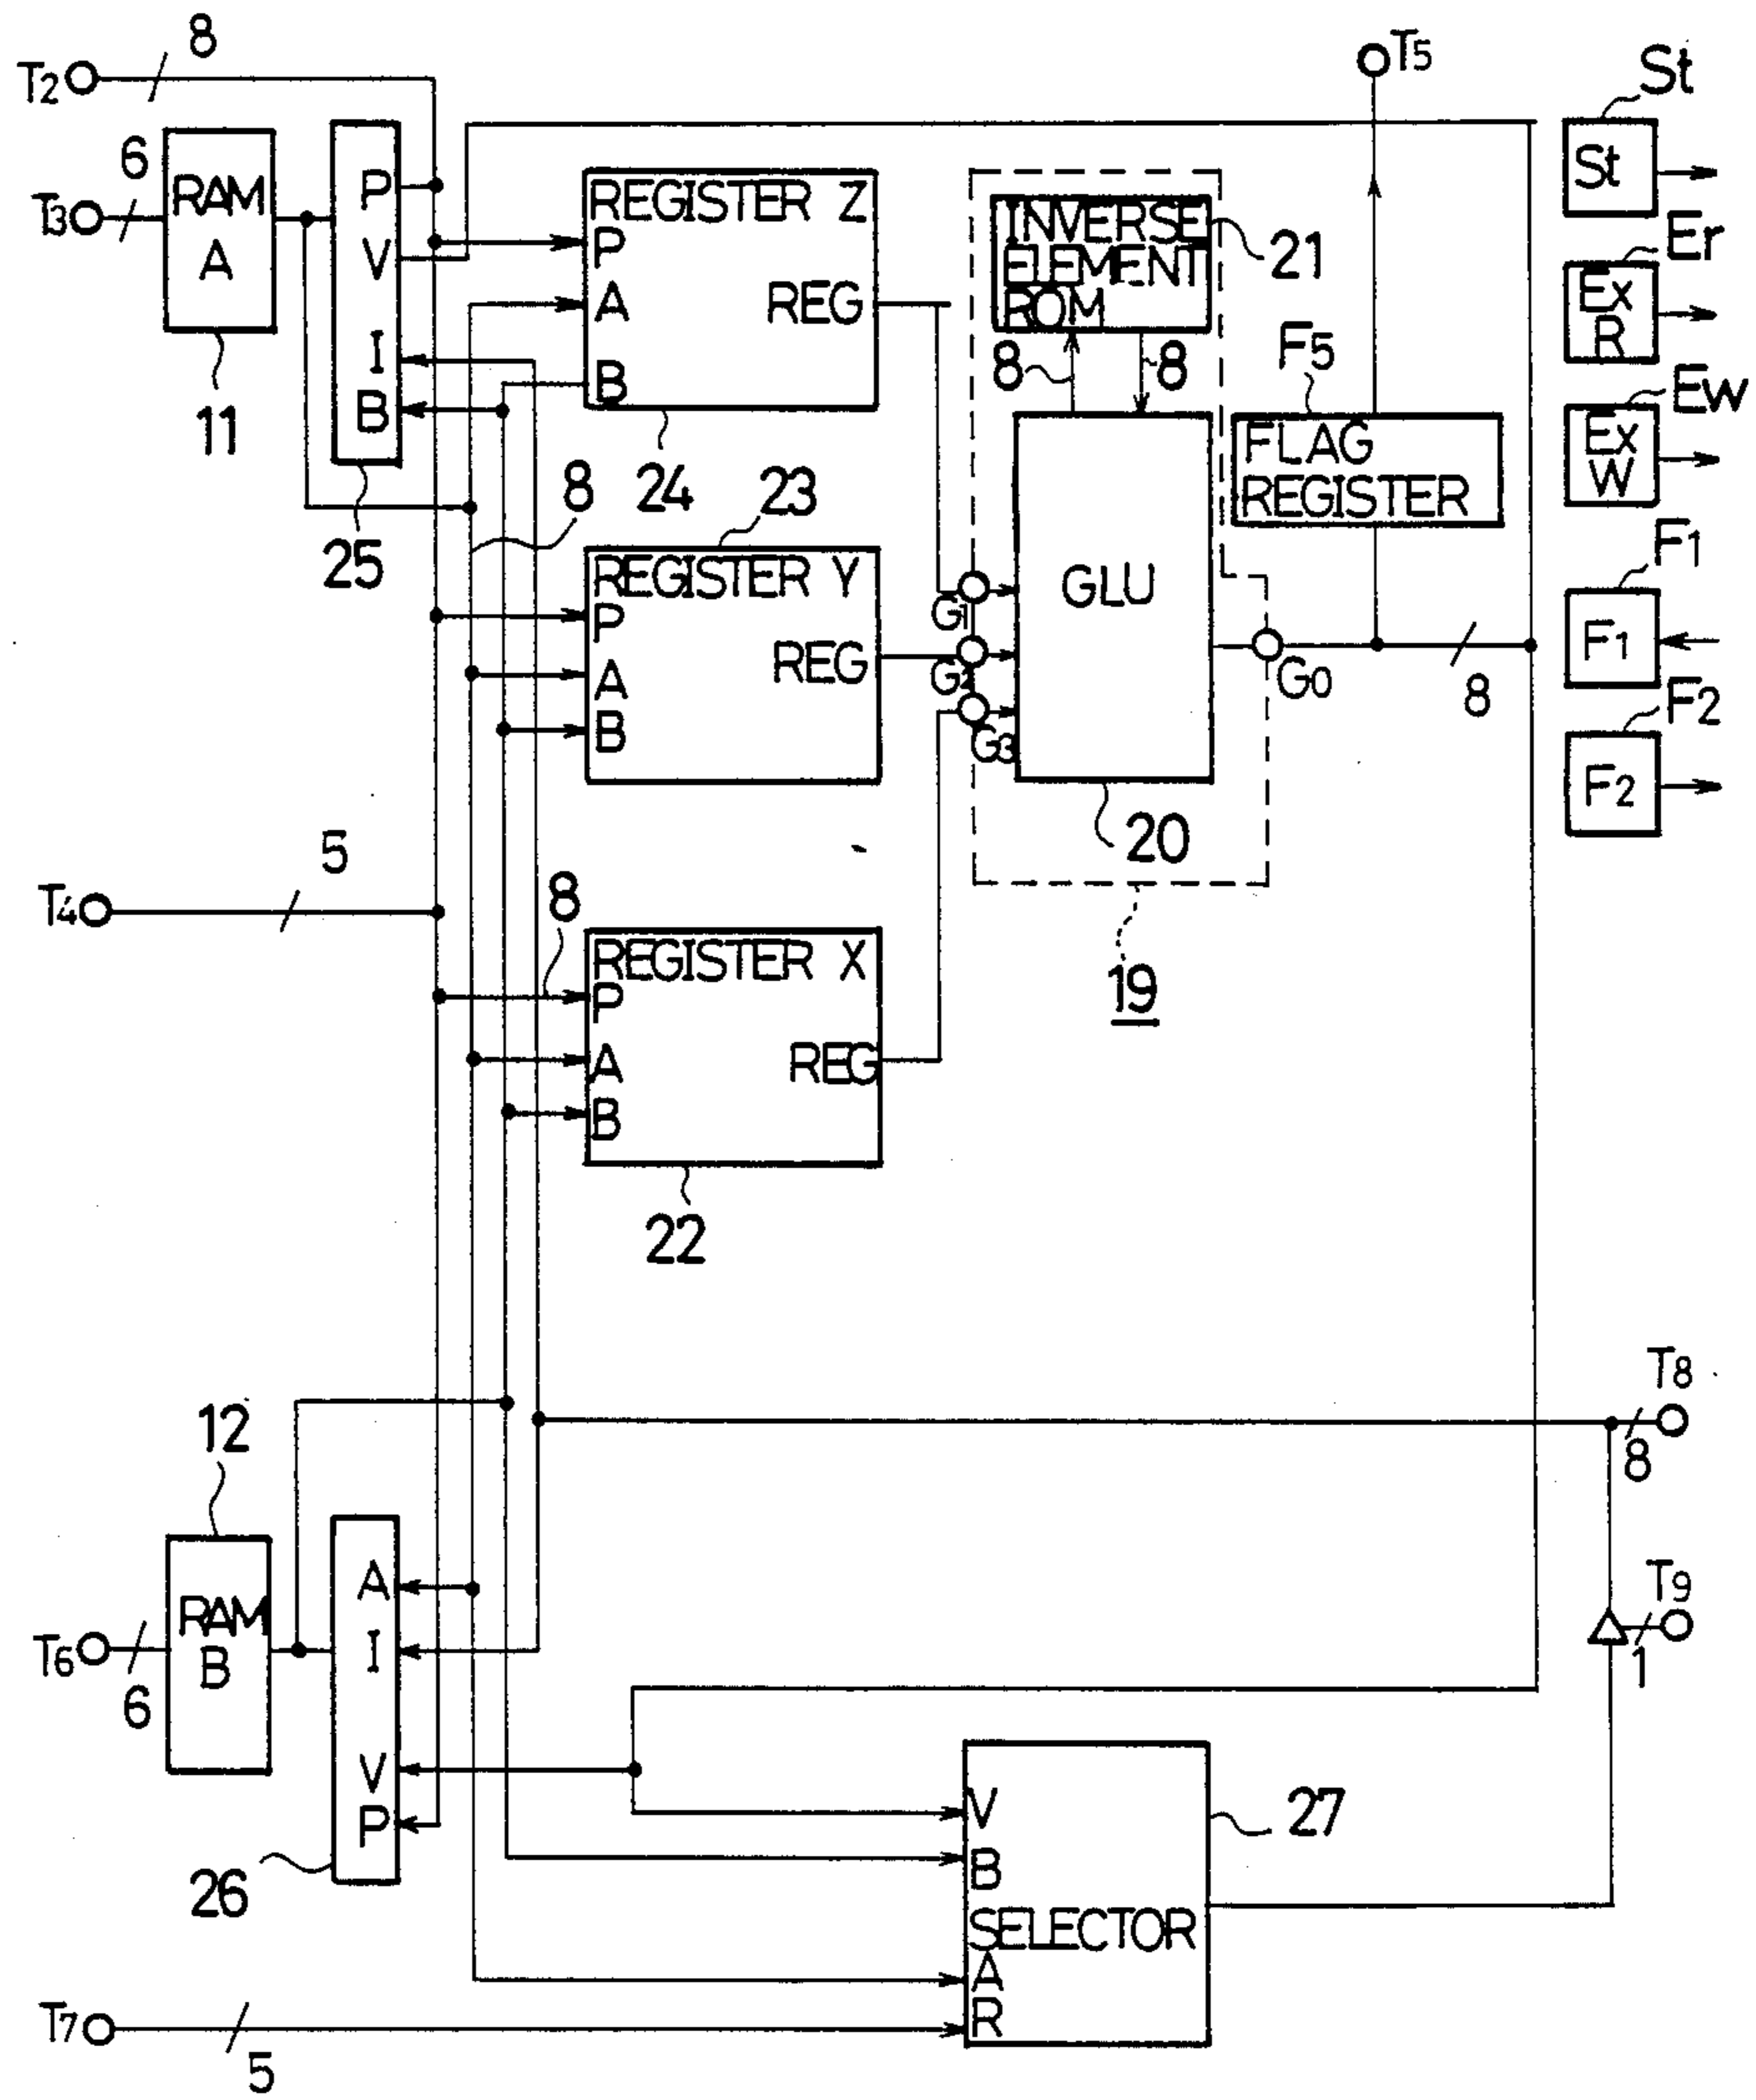 T2
8
T3
6
RAM
A
11
P
V
I
B
25
REGISTER Z
P
A
REG
B
24
8
23
REGISTER Y
P
REG
A
B
T4
5
8
REGISTER X
P
A
REG
B
22
INVERSE
ELEMENT
ROM
21
8
8
GLU
G1
G2
G3
G0
20
19
T5
F5
FLAG
REGISTER
8
St
St
Er
Ex
R
Ew
Ex
W
F1
F1
F2
F2
T8
8
T9
1
12
RAM
B
T6
6
A
I
V
P
26
V
B
SELECTOR
A
R
27
T7
5